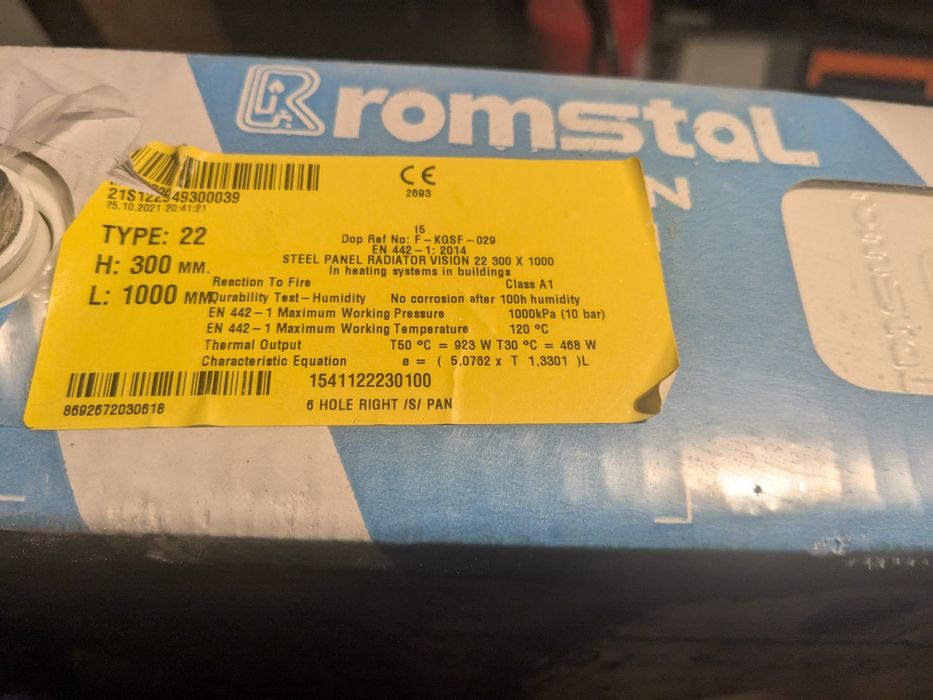 romstal
N
CE
2693
21S122949300039
25.10.2021 20:41:21
15
Dop Ref No: F-KGSF-029
EN 442-1: 2014
STEEL PANEL RADIATOR VISION 22 300 X 1000
In heating systems in buildings
TYPE: 22
H: 300 MM.
L: 1000 MM.
Reaction To Fire Class A1
Durability Test-Humidity No corrosion after 100h humidity
EN 442-1 Maximum Working Pressure 1000kPa (10 bar)
EN 442-1 Maximum Working Temperature 120 °C
Thermal Output T50 °C = 923 W T30 °C = 468 W
Characteristic Equation ø = ( 5,0762 x T 1,3301 )L
1541122230100
8692672030618
6 HOLE RIGHT /S/ PAN